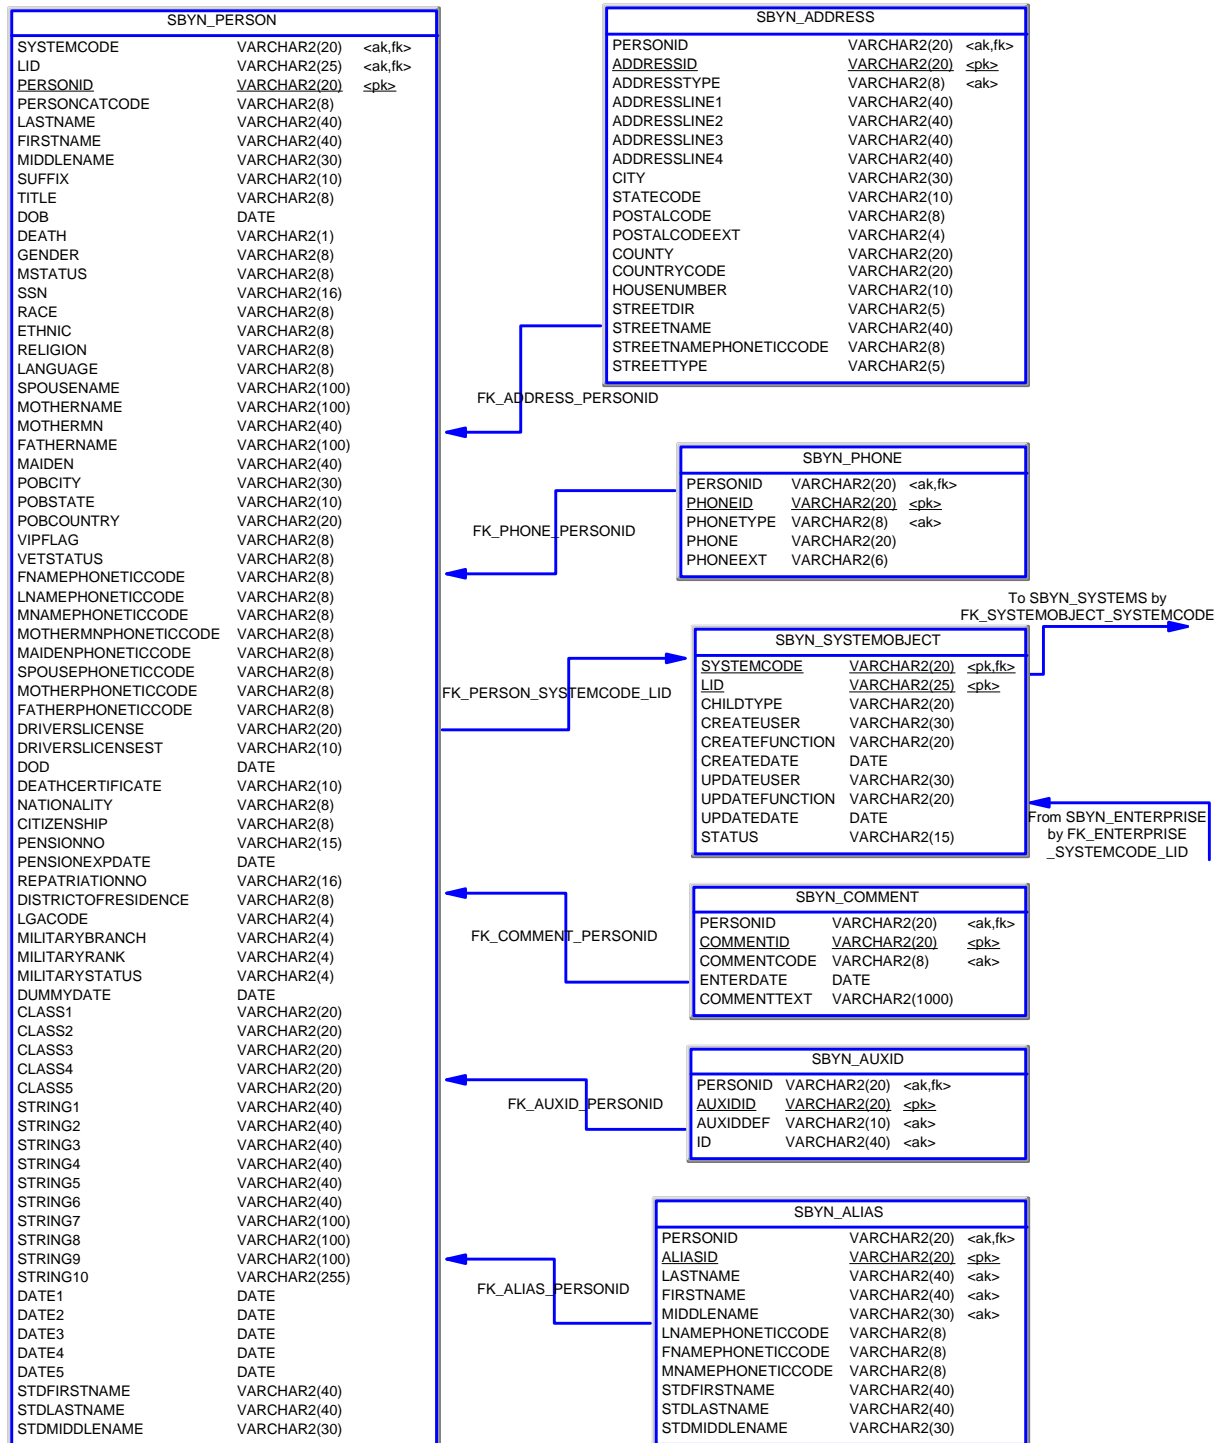 SBYN_PERSON
SYSTEMCODE VARCHAR2(20) <ak,fk>
LID VARCHAR2(25) <ak,fk>
PERSONID VARCHAR2(20) <pk>
PERSONCATCODE VARCHAR2(8)
LASTNAME VARCHAR2(40)
FIRSTNAME VARCHAR2(40)
MIDDLENAME VARCHAR2(30)
SUFFIX VARCHAR2(10)
TITLE VARCHAR2(8)
DOB DATE
DEATH VARCHAR2(1)
GENDER VARCHAR2(8)
MSTATUS VARCHAR2(8)
SSN VARCHAR2(16)
RACE VARCHAR2(8)
ETHNIC VARCHAR2(8)
RELIGION VARCHAR2(8)
LANGUAGE VARCHAR2(8)
SPOUSENAME VARCHAR2(100)
MOTHERNAME VARCHAR2(100)
MOTHERMN VARCHAR2(40)
FATHERNAME VARCHAR2(100)
MAIDEN VARCHAR2(40)
POBCITY VARCHAR2(30)
POBSTATE VARCHAR2(10)
POBCOUNTRY VARCHAR2(20)
VIPFLAG VARCHAR2(8)
VETSTATUS VARCHAR2(8)
FNAMEPHONETICCODE VARCHAR2(8)
LNAMEPHONETICCODE VARCHAR2(8)
MNAMEPHONETICCODE VARCHAR2(8)
MOTHERMNPHONETICCODE VARCHAR2(8)
MAIDENPHONETICCODE VARCHAR2(8)
SPOUSEPHONETICCODE VARCHAR2(8)
MOTHERPHONETICCODE VARCHAR2(8)
FATHERPHONETICCODE VARCHAR2(8)
DRIVERSLICENSE VARCHAR2(20)
DRIVERSLICENSEST VARCHAR2(10)
DOD DATE
DEATHCERTIFICATE VARCHAR2(10)
NATIONALITY VARCHAR2(8)
CITIZENSHIP VARCHAR2(8)
PENSIONNO VARCHAR2(15)
PENSIONEXPDATE DATE
REPATRIATIONNO VARCHAR2(16)
DISTRICTOFRESIDENCE VARCHAR2(8)
LGACODE VARCHAR2(4)
MILITARYBRANCH VARCHAR2(4)
MILITARYRANK VARCHAR2(4)
MILITARYSTATUS VARCHAR2(4)
DUMMYDATE DATE
CLASS1 VARCHAR2(20)
CLASS2 VARCHAR2(20)
CLASS3 VARCHAR2(20)
CLASS4 VARCHAR2(20)
CLASS5 VARCHAR2(20)
STRING1 VARCHAR2(40)
STRING2 VARCHAR2(40)
STRING3 VARCHAR2(40)
STRING4 VARCHAR2(40)
STRING5 VARCHAR2(40)
STRING6 VARCHAR2(40)
STRING7 VARCHAR2(100)
STRING8 VARCHAR2(100)
STRING9 VARCHAR2(100)
STRING10 VARCHAR2(255)
DATE1 DATE
DATE2 DATE
DATE3 DATE
DATE4 DATE
DATE5 DATE
STDFIRSTNAME VARCHAR2(40)
STDLASTNAME VARCHAR2(40)
STDMIDDLENAME VARCHAR2(30)
SBYN_ADDRESS
PERSONID VARCHAR2(20) <ak,fk>
ADDRESSID VARCHAR2(20) <pk>
ADDRESSTYPE VARCHAR2(8) <ak>
ADDRESSLINE1 VARCHAR2(40)
ADDRESSLINE2 VARCHAR2(40)
ADDRESSLINE3 VARCHAR2(40)
ADDRESSLINE4 VARCHAR2(40)
CITY VARCHAR2(30)
STATECODE VARCHAR2(10)
POSTALCODE VARCHAR2(8)
POSTALCODEEXT VARCHAR2(4)
COUNTY VARCHAR2(20)
COUNTRYCODE VARCHAR2(20)
HOUSENUMBER VARCHAR2(10)
STREETDIR VARCHAR2(5)
STREETNAME VARCHAR2(40)
STREETNAMEPHONETICCODE VARCHAR2(8)
STREETTYPE VARCHAR2(5)
FK_ADDRESS_PERSONID
SBYN_PHONE
PERSONID VARCHAR2(20) <ak,fk>
PHONEID VARCHAR2(20) <pk>
PHONETYPE VARCHAR2(8) <ak>
PHONE VARCHAR2(20)
PHONEEXT VARCHAR2(6)
FK_PHONE_PERSONID
To SBYN_SYSTEMS by
FK_SYSTEMOBJECT_SYSTEMCODE
SBYN_SYSTEMOBJECT
SYSTEMCODE VARCHAR2(20) <pk,fk>
LID VARCHAR2(25) <pk>
CHILDTYPE VARCHAR2(20)
CREATEUSER VARCHAR2(30)
CREATEFUNCTION VARCHAR2(20)
CREATEDATE DATE
UPDATEUSER VARCHAR2(30)
UPDATEFUNCTION VARCHAR2(20)
UPDATEDATE DATE
STATUS VARCHAR2(15)
FK_PERSON_SYSTEMCODE_LID
From SBYN_ENTERPRISE
by FK_ENTERPRISE
_SYSTEMCODE_LID
SBYN_COMMENT
PERSONID VARCHAR2(20) <ak,fk>
COMMENTID VARCHAR2(20) <pk>
COMMENTCODE VARCHAR2(8) <ak>
ENTERDATE DATE
COMMENTTEXT VARCHAR2(1000)
FK_COMMENT_PERSONID
SBYN_AUXID
PERSONID VARCHAR2(20) <ak,fk>
AUXIDID VARCHAR2(20) <pk>
AUXIDDEF VARCHAR2(10) <ak>
ID VARCHAR2(40) <ak>
FK_AUXID_PERSONID
SBYN_ALIAS
PERSONID VARCHAR2(20) <ak,fk>
ALIASID VARCHAR2(20) <pk>
LASTNAME VARCHAR2(40) <ak>
FIRSTNAME VARCHAR2(40) <ak>
MIDDLENAME VARCHAR2(30) <ak>
LNAMEPHONETICCODE VARCHAR2(8)
FNAMEPHONETICCODE VARCHAR2(8)
MNAMEPHONETICCODE VARCHAR2(8)
STDFIRSTNAME VARCHAR2(40)
STDLASTNAME VARCHAR2(40)
STDMIDDLENAME VARCHAR2(30)
FK_ALIAS_PERSONID